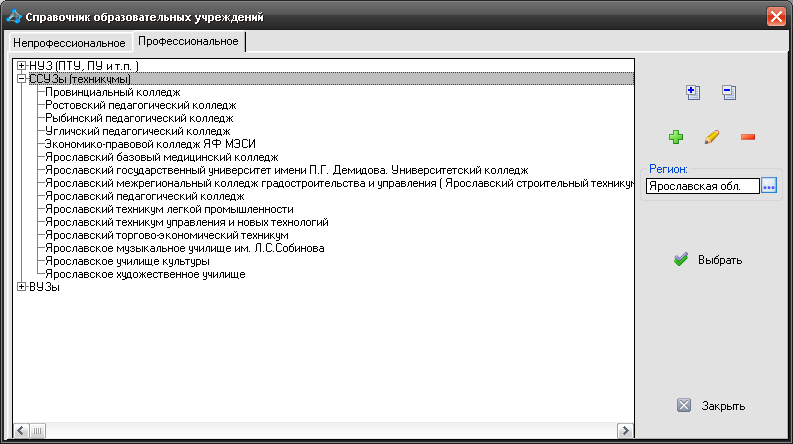 Справочник образовательных учреждений
Непрофессиональное
Профессиональное
НУЗ (ПТУ, ПУ и т.п. )
ССУЗы (техникумы)
Провинциальный колледж
Ростовский педагогический колледж
Рыбинский педагогический колледж
Угличский педагогический колледж
Экономико-правовой колледж ЯФ МЭСИ
Ярославский базовый медицинский колледж
Ярославский государственный университет имени П.Г. Демидова. Университетский колледж
Ярославский межрегиональный колледж градостроительства и управления ( Ярославский строительный технику
Ярославский педагогический колледж
Ярославский техникум легкой промышленности
Ярославский техникум управления и новых технологий
Ярославский торгово-экономический техникум
Ярославское музыкальное училище им. Л.С.Собинова
Ярославское училище культуры
Ярославское художественное училище
ВУЗы
Регион:
Ярославская обл.
...
Выбрать
Закрыть